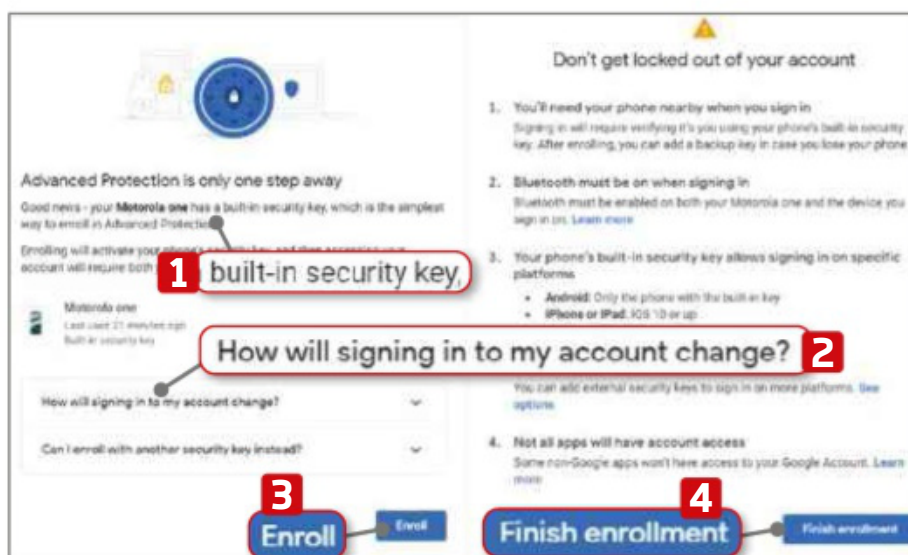 Advanced Protection is only one step away
Good news - your Motorola one has a built-in security key, which is the simplest
way to enroll in Advanced Protection
Enrolling will activate your phone's security key, and then accessing your
account will require both
1 built-in security key,
Motorola one
Last used 21 minutes ago
Built-in security key
How will signing in to my account change? 2
How will signing in to my account change?
Can I enroll with another security key instead?
3
Enroll
Enroll
Don't get locked out of your account
1. You'll need your phone nearby when you sign in
Signing in will require verifying it's you using your phone's built-in security
key. After enrolling, you can add a backup key in case you lose your phone
2. Bluetooth must be on when signing in
Bluetooth must be enabled on both your Motorola one and the device you
sign in on. Learn more
3. Your phone's built-in security key allows signing in on specific
platforms
• Android: Only the phone with the built-in key
• iPhone or iPad: iOS 10 or up
You can add external security keys to sign in on more platforms. See
options
4. Not all apps will have account access
Some non-Google apps won't have access to your Google Account. Learn
more
4
Finish enrollment
Finish enrollment